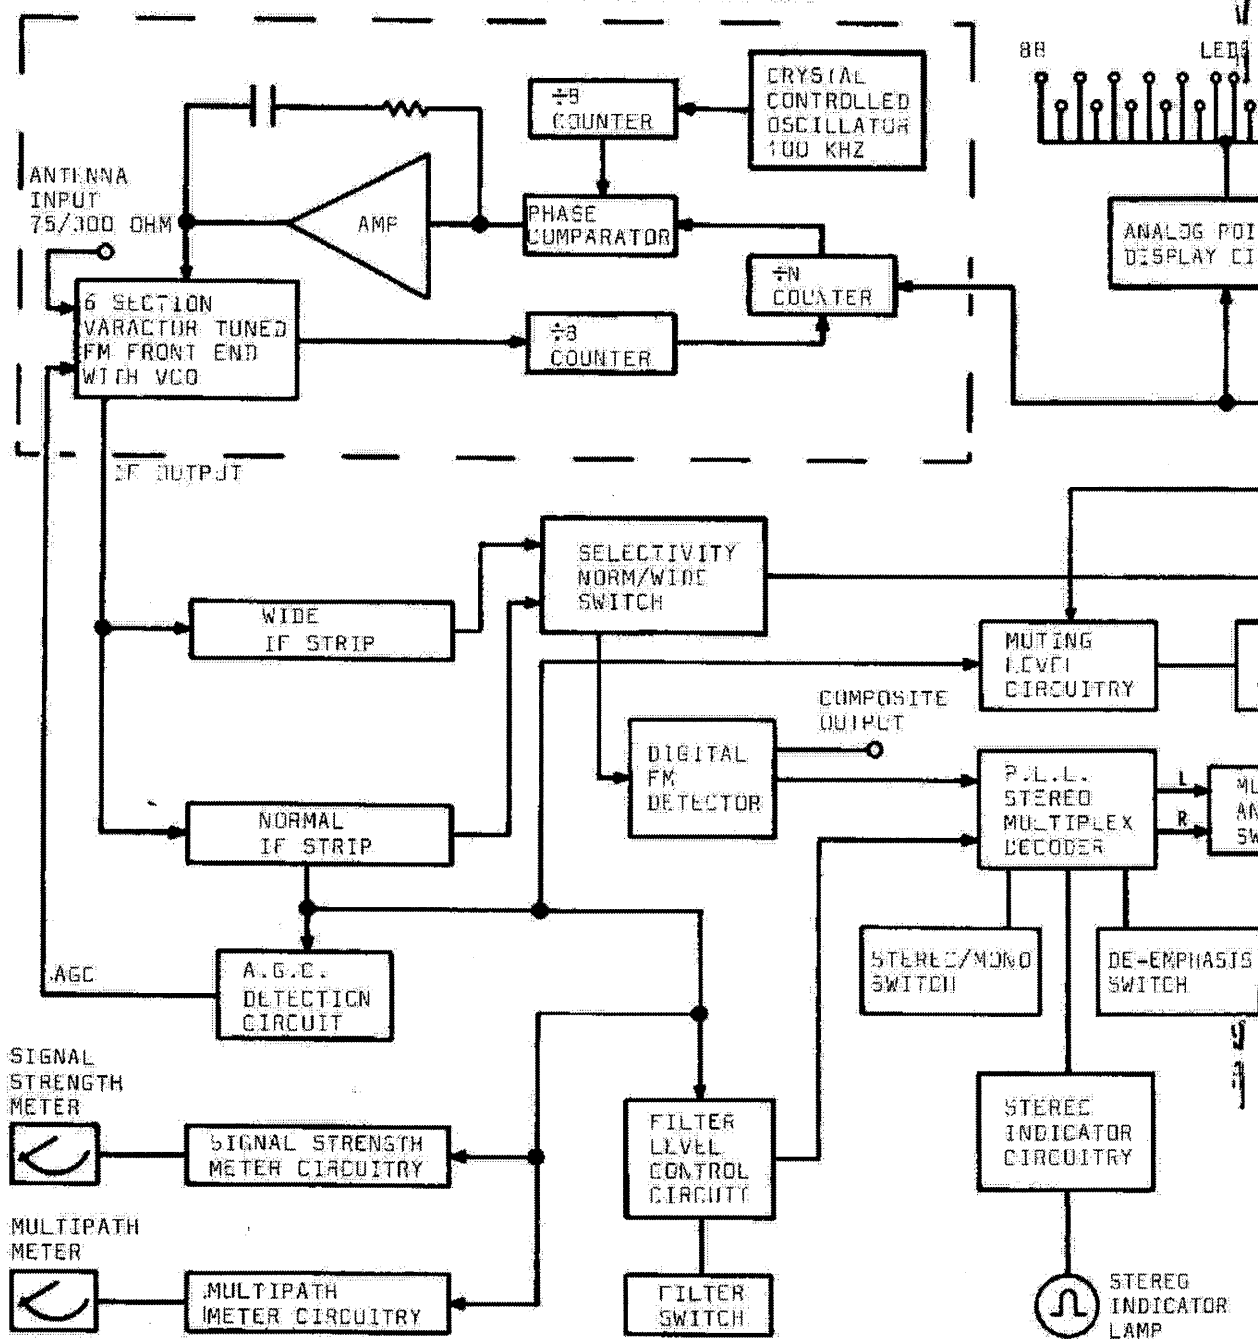 88
LEDS
CRYSTAL
CONTROLLED
OSCILLATOR
100 KHZ
÷8
COUNTER
ANTENNA
INPUT
75/300 OHM
AMP
PHASE
COMPARATOR
÷N
COUNTER
ANALOG POI
DISPLAY CI
6 SECTION
VARACTOR TUNED
FM FRONT END
WITH VCO
÷8
COUNTER
IF OUTPUT
SELECTIVITY
NORM/WIDE
SWITCH
WIDE
IF STRIP
MUTING
LEVEL
CIRCUITRY
COMPOSITE
OUTPUT
DIGITAL
FM
DETECTOR
P.L.L.
STEREO
MULTIPLEX
DECODER
L
R
MU
AN
SW
NORMAL
IF STRIP
AGC
A.G.C.
DETECTION
CIRCUIT
STEREO/MONO
SWITCH
DE-EMPHASIS
SWITCH
SIGNAL
STRENGTH
METER
SIGNAL STRENGTH
METER CIRCUITRY
FILTER
LEVEL
CONTROL
CIRCUIT
STEREO
INDICATOR
CIRCUITRY
MULTIPATH
METER
MULTIPATH
METER CIRCUITRY
FILTER
SWITCH
STEREO
INDICATOR
LAMP